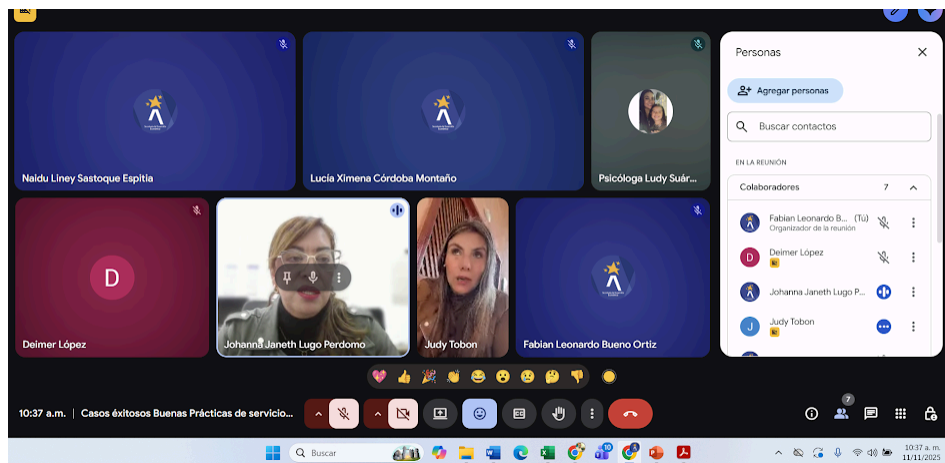 Personas
Agregar personas
Buscar contactos
EN LA REUNIÓN
Colaboradores 7
Fabian Leonardo B... (Tú)
Organizador de la reunión
Deimer López
Johanna Janeth Lugo P...
Judy Tobon
Naidu Liney Sastoque Espitia
Lucía Ximena Córdoba Montaño
Psicóloga Ludy Suár...
D
Deimer López
Johanna Janeth Lugo Perdomo
Judy Tobon
Fabian Leonardo Bueno Ortiz
D
J
7
10:37 a.m. | Casos éxitosos Buenas Prácticas de servicio...
Buscar
10
10:37 a. m.
11/11/2025